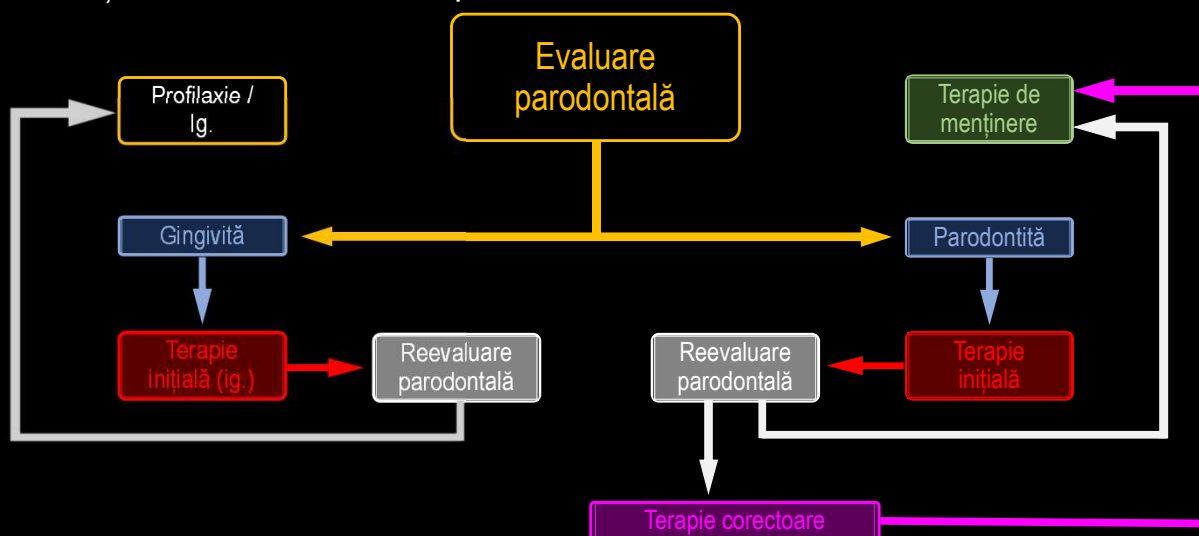 Evaluare
parodontală
Profilaxie /
Ig.
Terapie de
menținere
Gingivită
Parodontită
Terapie
inițială (ig.)
Reevaluare
parodontală
Reevaluare
parodontală
Terapie
inițială
Terapie corectoare